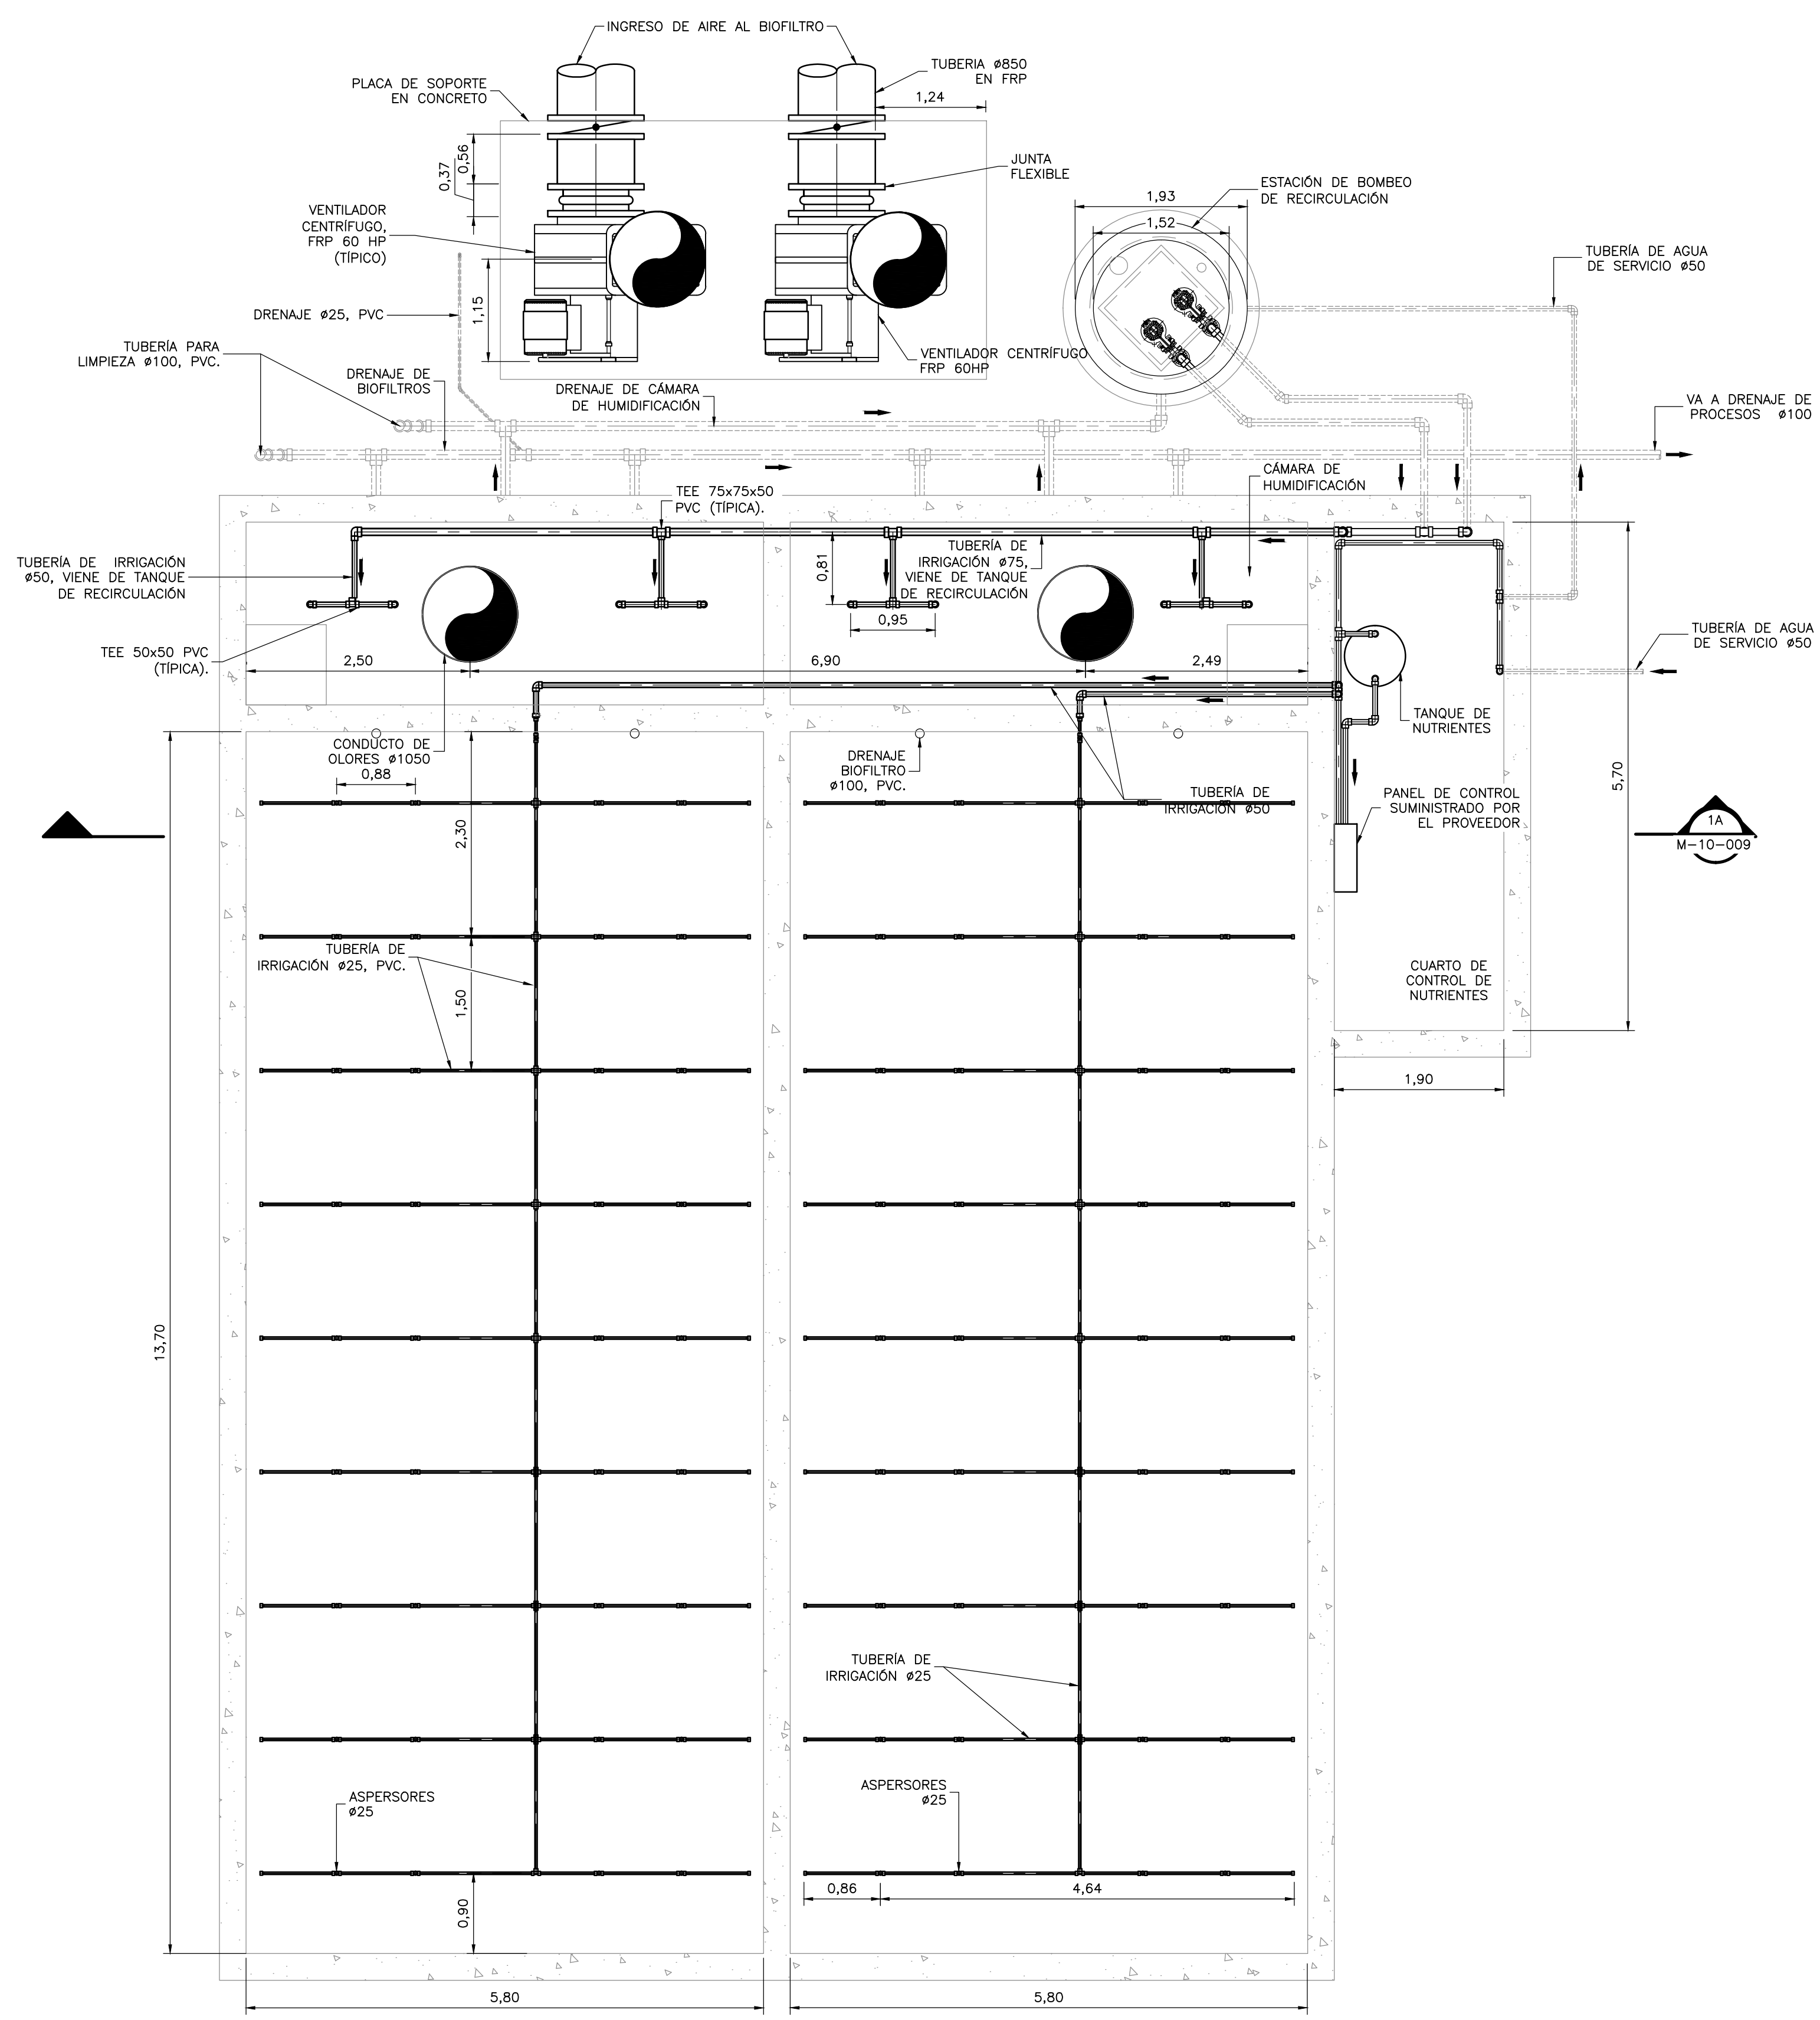 INGRESO DE AIRE AL BIOFILTRO
PLACA DE SOPORTE
EN CONCRETO
TUBERIA ø850
EN FRP
1,24
0,56
0,37
JUNTA
FLEXIBLE
VENTILADOR
CENTRÍFUGO,
FRP 60 HP
(TÍPICO)
1,15
ESTACIÓN DE BOMBEO
DE RECIRCULACIÓN
1,93
1,52
TUBERÍA DE AGUA
DE SERVICIO ø50
DRENAJE ø25, PVC
TUBERÍA PARA
LIMPIEZA ø100, PVC.
DRENAJE DE
BIOFILTROS
DRENAJE DE CÁMARA
DE HUMIDIFICACIÓN
VENTILADOR CENTRÍFUGO
FRP 60HP
VA A DRENAJE DE
PROCESOS ø100
TEE 75x75x50
PVC (TÍPICA).
CÁMARA DE
HUMIDIFICACIÓN
TUBERÍA DE IRRIGACIÓN
ø50, VIENE DE TANQUE
DE RECIRCULACIÓN
0,81
TUBERÍA DE
IRRIGACIÓN ø75,
VIENE DE TANQUE
DE RECIRCULACIÓN
0,95
TEE 50x50 PVC
(TÍPICA).
2,50
6,90
2,49
TUBERÍA DE AGUA
DE SERVICIO ø50
TANQUE DE
NUTRIENTES
CONDUCTO DE
OLORES ø1050
0,88
DRENAJE
BIOFILTRO
ø100, PVC.
TUBERÍA DE
IRRIGACIÓN ø50
PANEL DE CONTROL
SUMINISTRADO POR
EL PROVEEDOR
5,70
1A
M-10-009
2,30
TUBERÍA DE
IRRIGACIÓN ø25, PVC.
1,50
CUARTO DE
CONTROL DE
NUTRIENTES
1,90
13,70
TUBERÍA DE
IRRIGACIÓN ø25
ASPERSORES
ø25
ASPERSORES
ø25
0,86
4,64
0,90
5,80
5,80